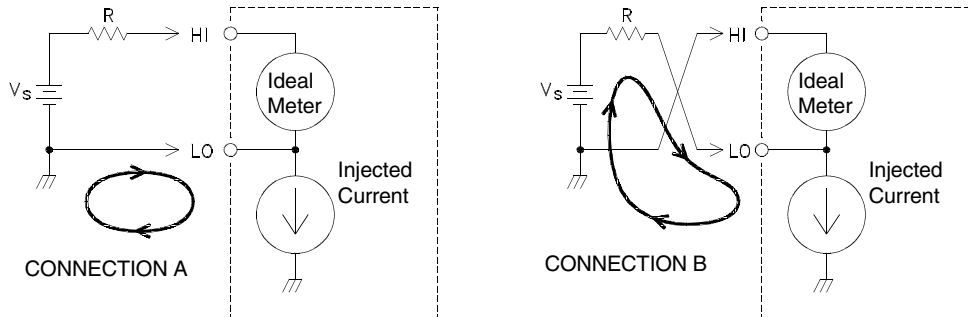 R
HI
Ideal
Meter
Vs
LO
Injected
Current
CONNECTION A
R
HI
Ideal
Meter
Vs
LO
Injected
Current
CONNECTION B